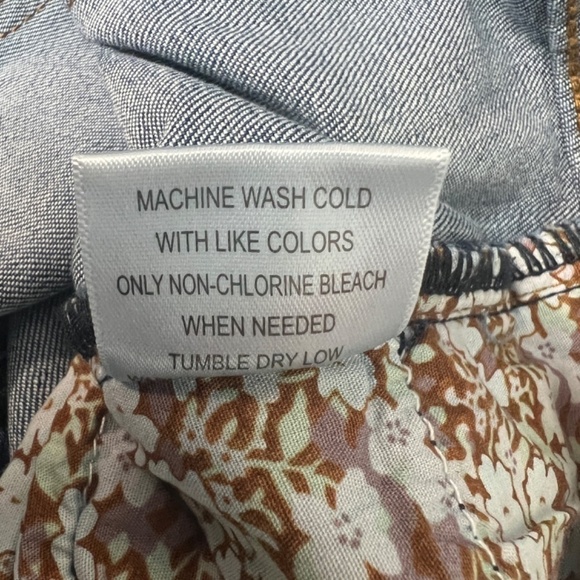 MACHINE WASH COLD
WITH LIKE COLORS
ONLY NON-CHLORINE BLEACH
WHEN NEEDED
TUMBLE DRY LOW